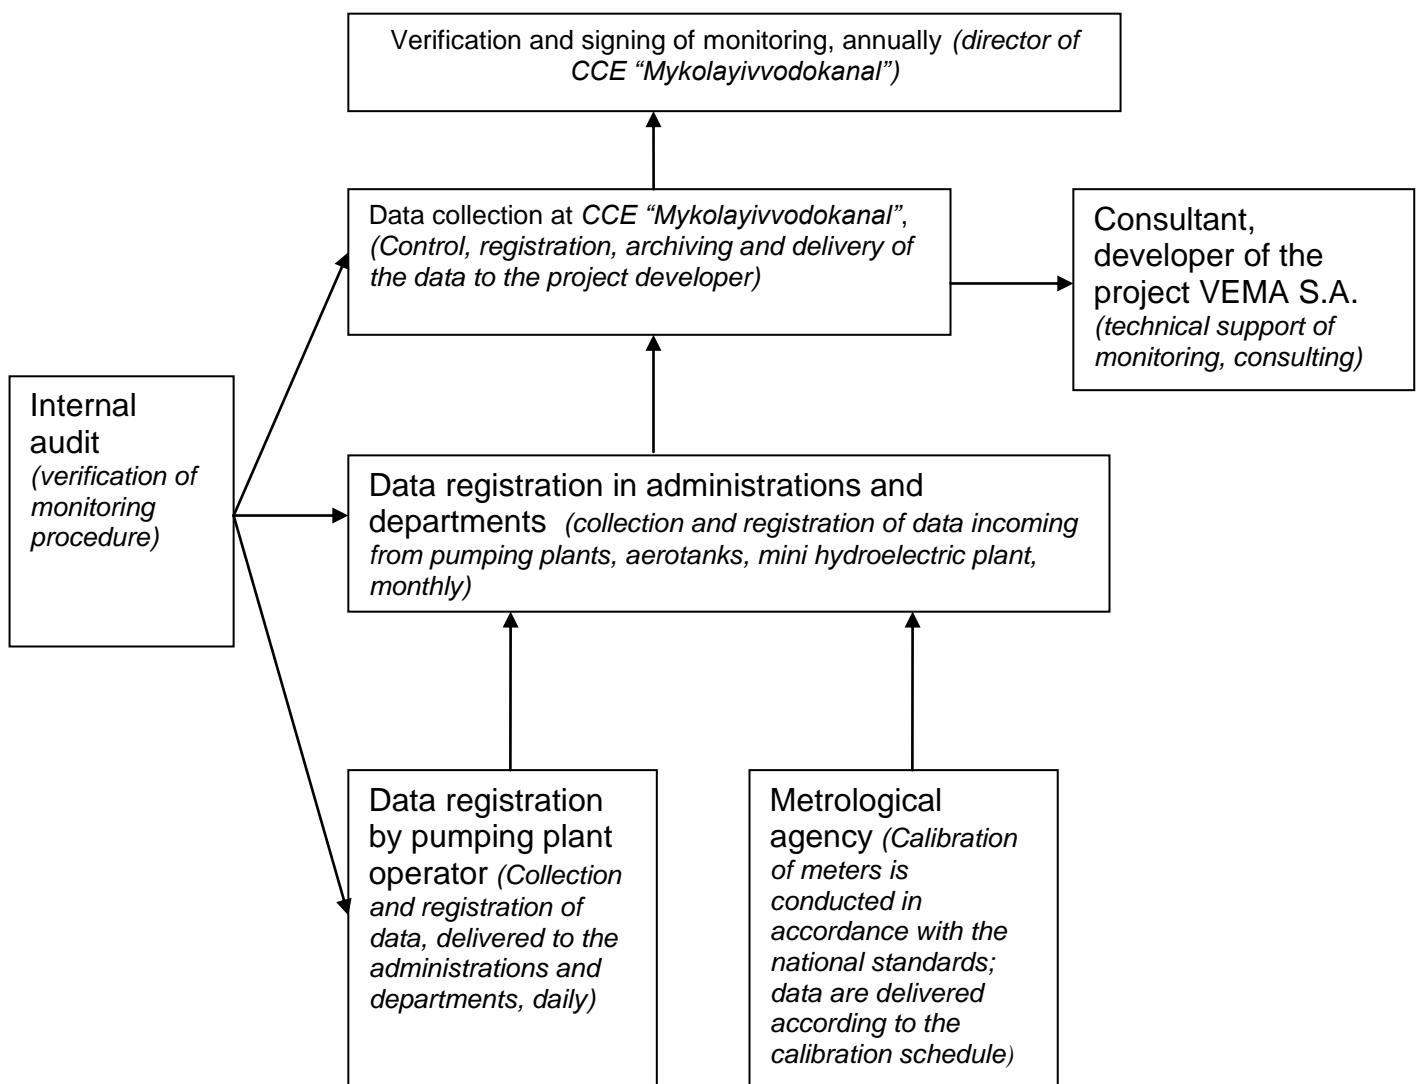 Verification and signing of monitoring, annually (director of
CCE “Mykolayivvodokanal”)
Data collection at CCE “Mykolayivvodokanal”,
(Control, registration, archiving and delivery of
the data to the project developer)
Consultant,
developer of the
project VEMA S.A.
(technical support of
monitoring, consulting)
Internal
audit
(verification of
monitoring
procedure)
Data registration in administrations and
departments (collection and registration of data incoming
from pumping plants, aerotanks, mini hydroelectric plant,
monthly)
Data registration
by pumping plant
operator (Collection
and registration of
data, delivered to the
administrations and
departments, daily)
Metrological
agency (Calibration
of meters is
conducted in
accordance with the
national standards;
data are delivered
according to the
calibration schedule)